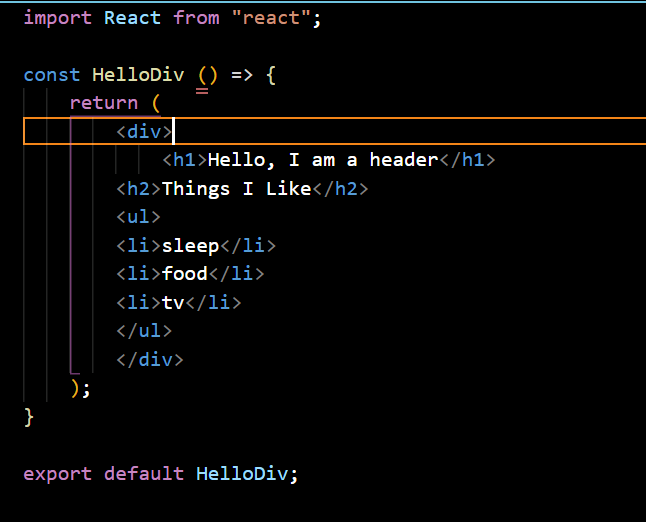 import React from "react";
const HelloDiv () => {
return (
<div>
<h1>Hello, I am a header</h1>
<h2>Things I Like</h2>
<ul>
<li>sleep</li>
<li>food</li>
<li>tv</li>
</ul>
</div>
);
}
export default HelloDiv;